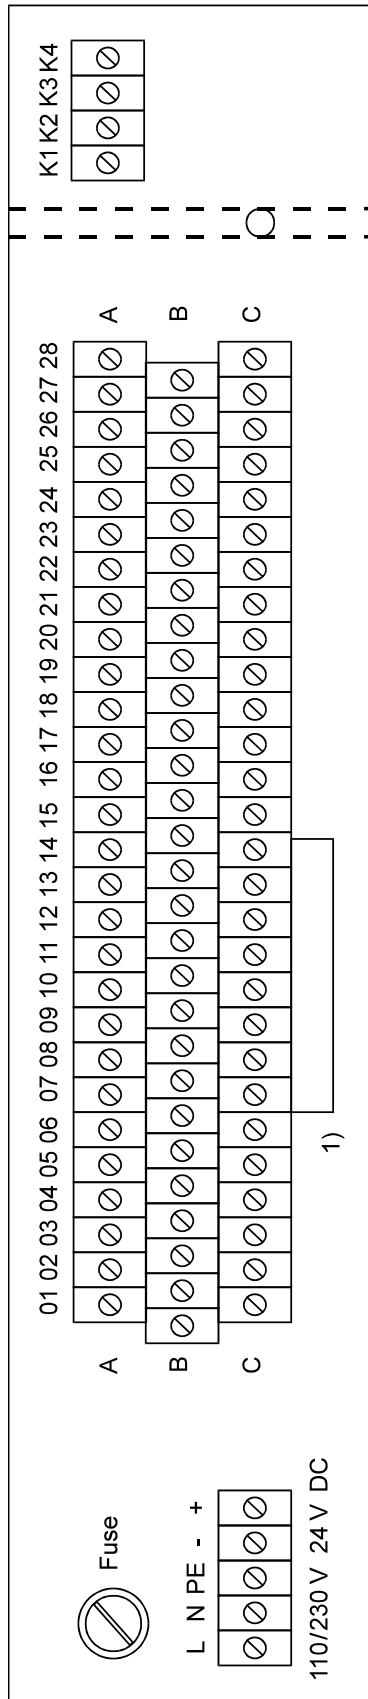 Fuse
L N PE - +
110/230 V 24 V DC
A
B
C
01 02 03 04 05 06 07 08 09 10 11 12 13 14 15 16 17 18 19 20 21 22 23 24 25 26 27 28
1)
A
B
C
K1 K2 K3 K4